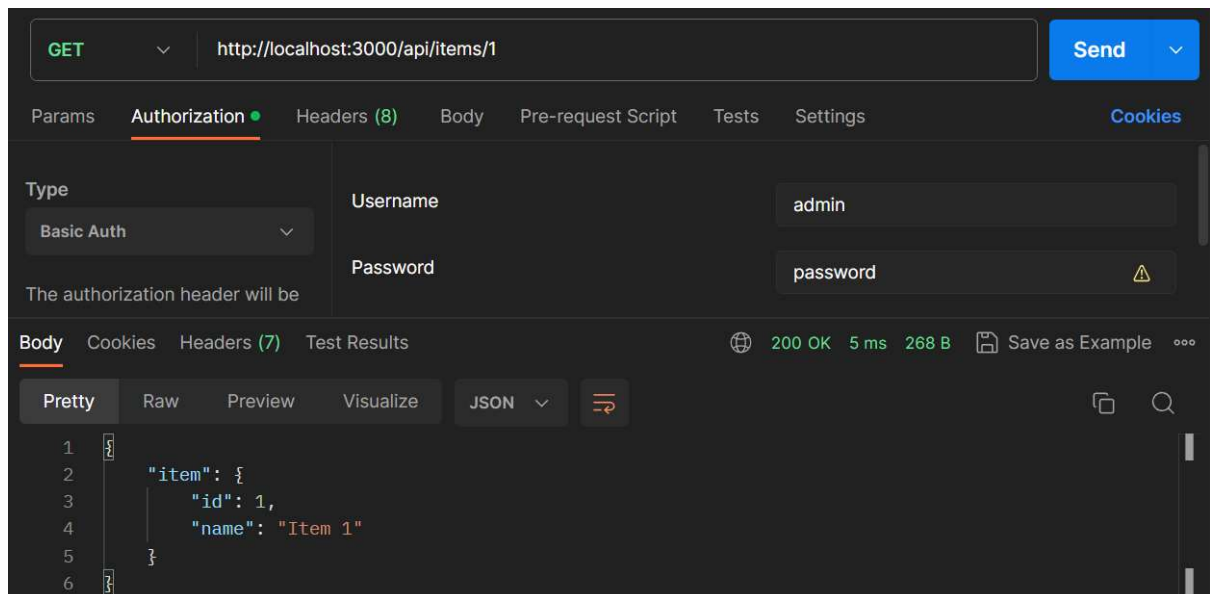 GET http://localhost:3000/api/items/1 Send
Params Authorization Headers (8) Body Pre-request Script Tests Settings Cookies
Type
Basic Auth
The authorization header will be
Username admin
Password password
Body Cookies Headers (7) Test Results 200 OK 5 ms 268 B Save as Example
Pretty Raw Preview Visualize JSON
1 {
2 "item": {
3 "id": 1,
4 "name": "Item 1"
5 }
6 }